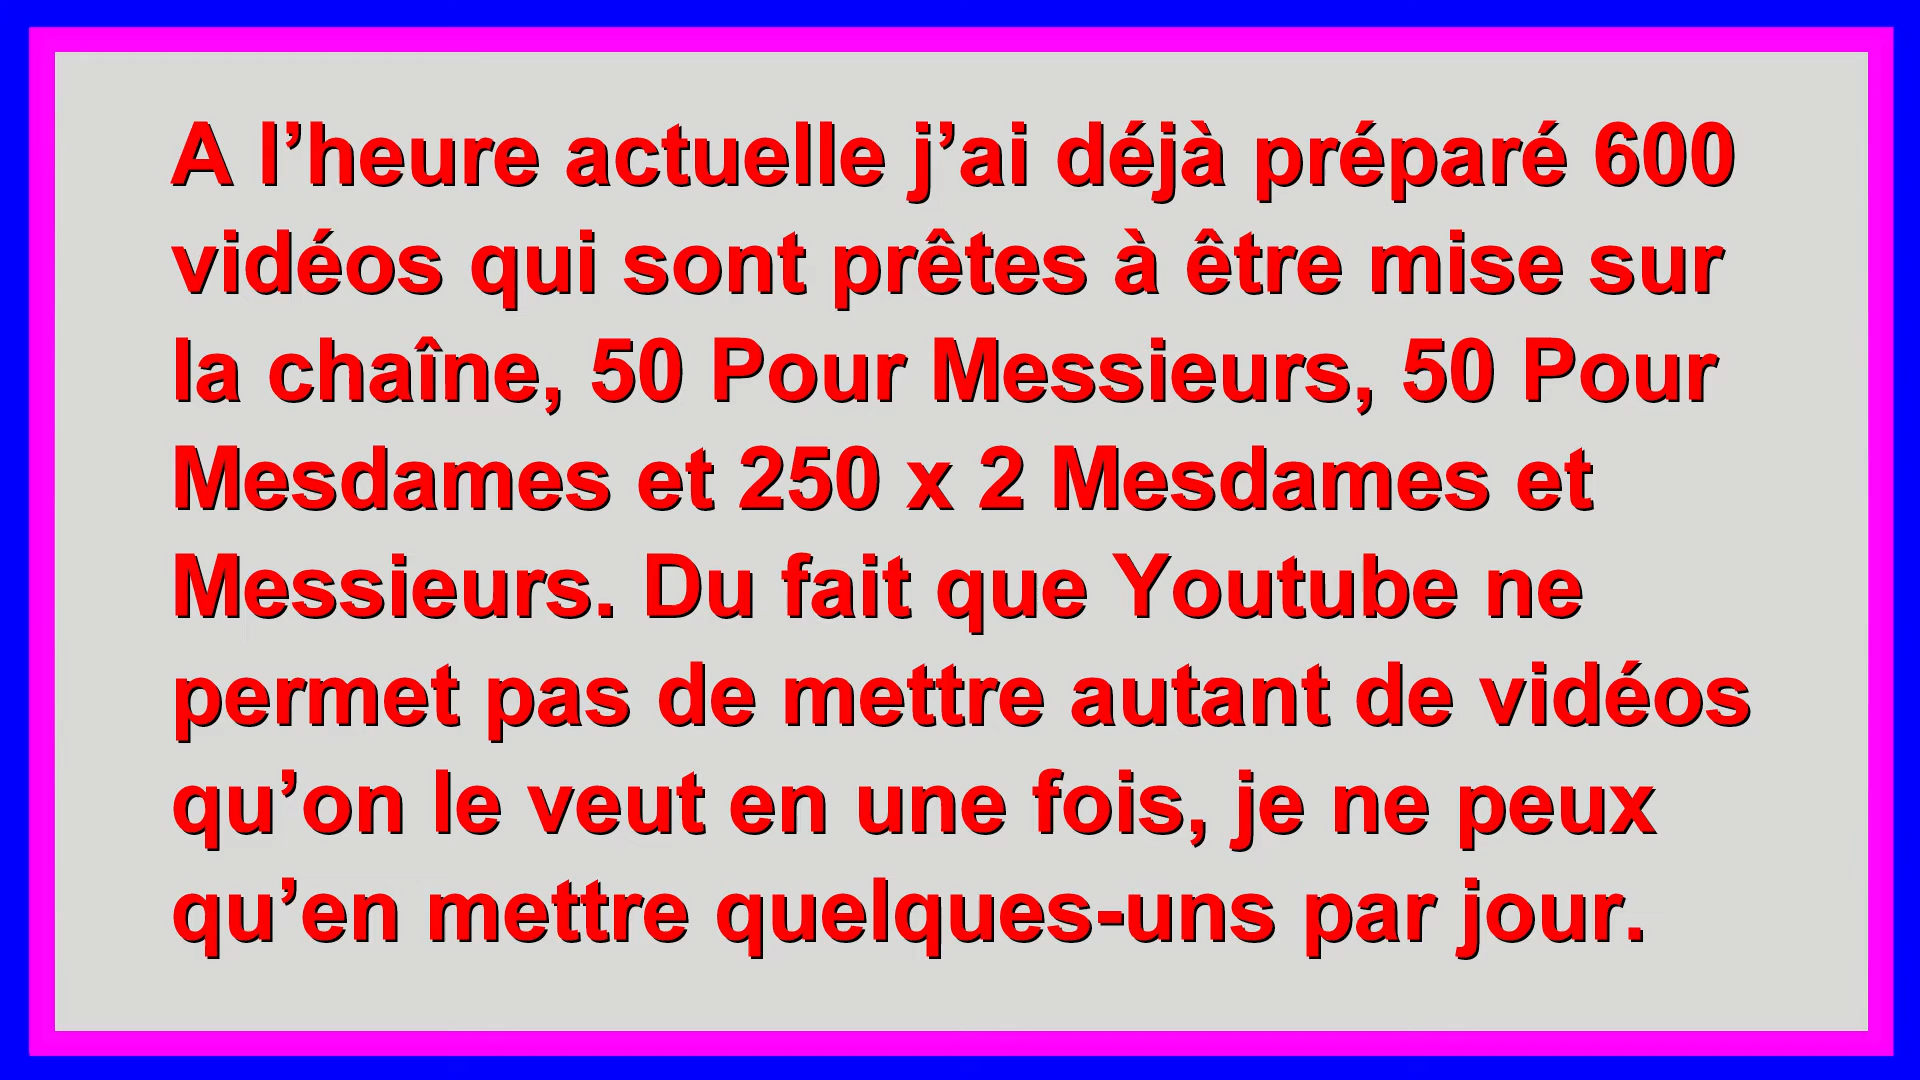 A l’heure actuelle j’ai déjà préparé 600
vidéos qui sont prêtes à être mise sur
la chaîne, 50 Pour Messieurs, 50 Pour
Mesdames et 250 x 2 Mesdames et
Messieurs. Du fait que Youtube ne
permet pas de mettre autant de vidéos
qu’on le veut en une fois, je ne peux
qu’en mettre quelques-uns par jour.